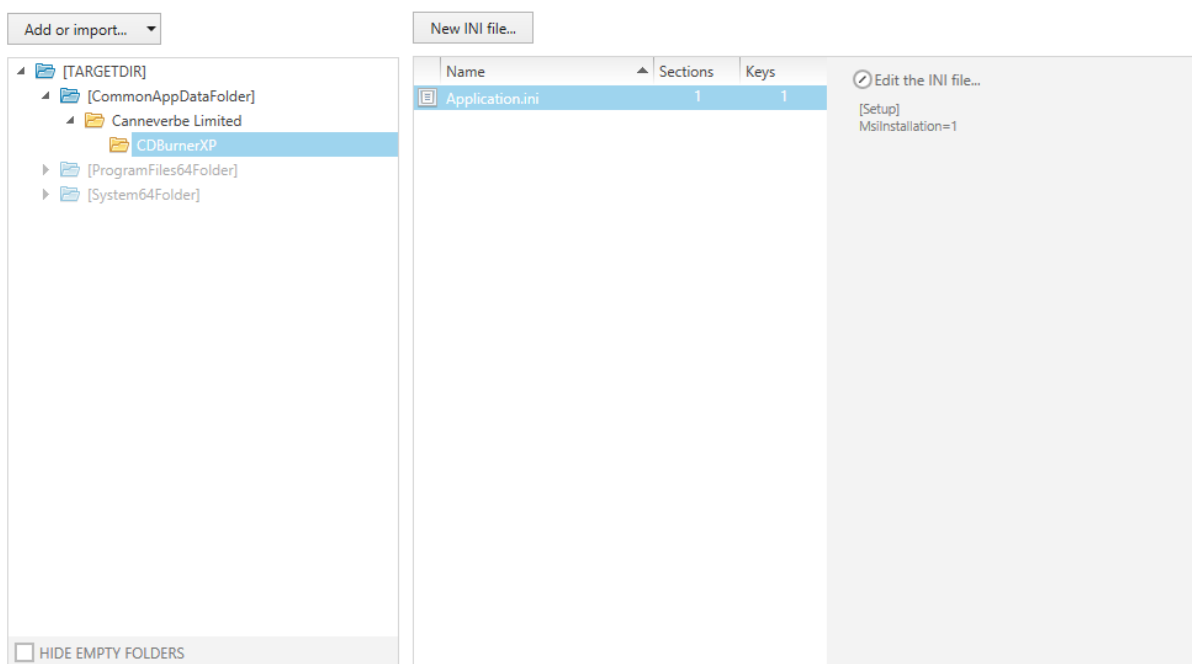 Add or import...
[TARGETDIR]
[CommonAppDataFolder]
Canneverbe Limited
CDBurnerXP
[ProgramFiles64Folder]
[System64Folder]
HIDE EMPTY FOLDERS
New INI file...
Name Sections Keys
Application.ini 1 1
Edit the INI file...
[Setup]
MsiInstallation=1